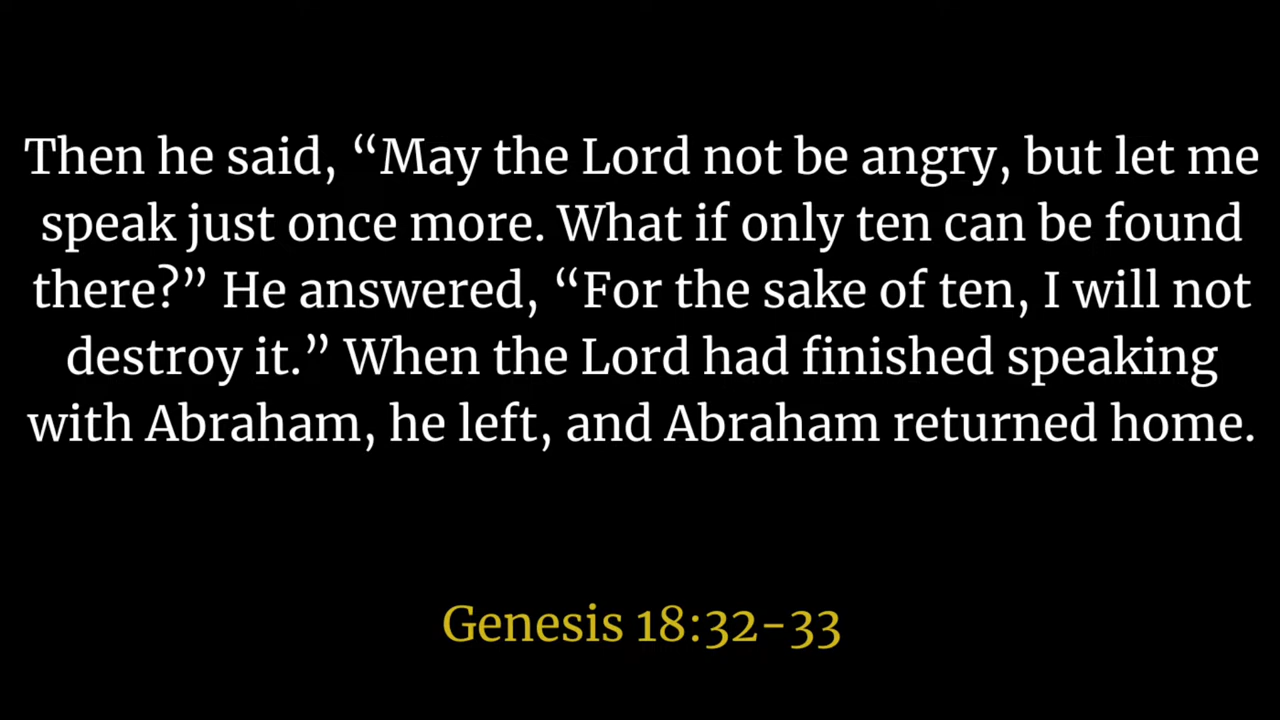 Then he said, “May the Lord not be angry, but let me
speak just once more. What if only ten can be found
there?” He answered, “For the sake of ten, I will not
destroy it.” When the Lord had finished speaking
with Abraham, he left, and Abraham returned home.
Genesis 18:32-33